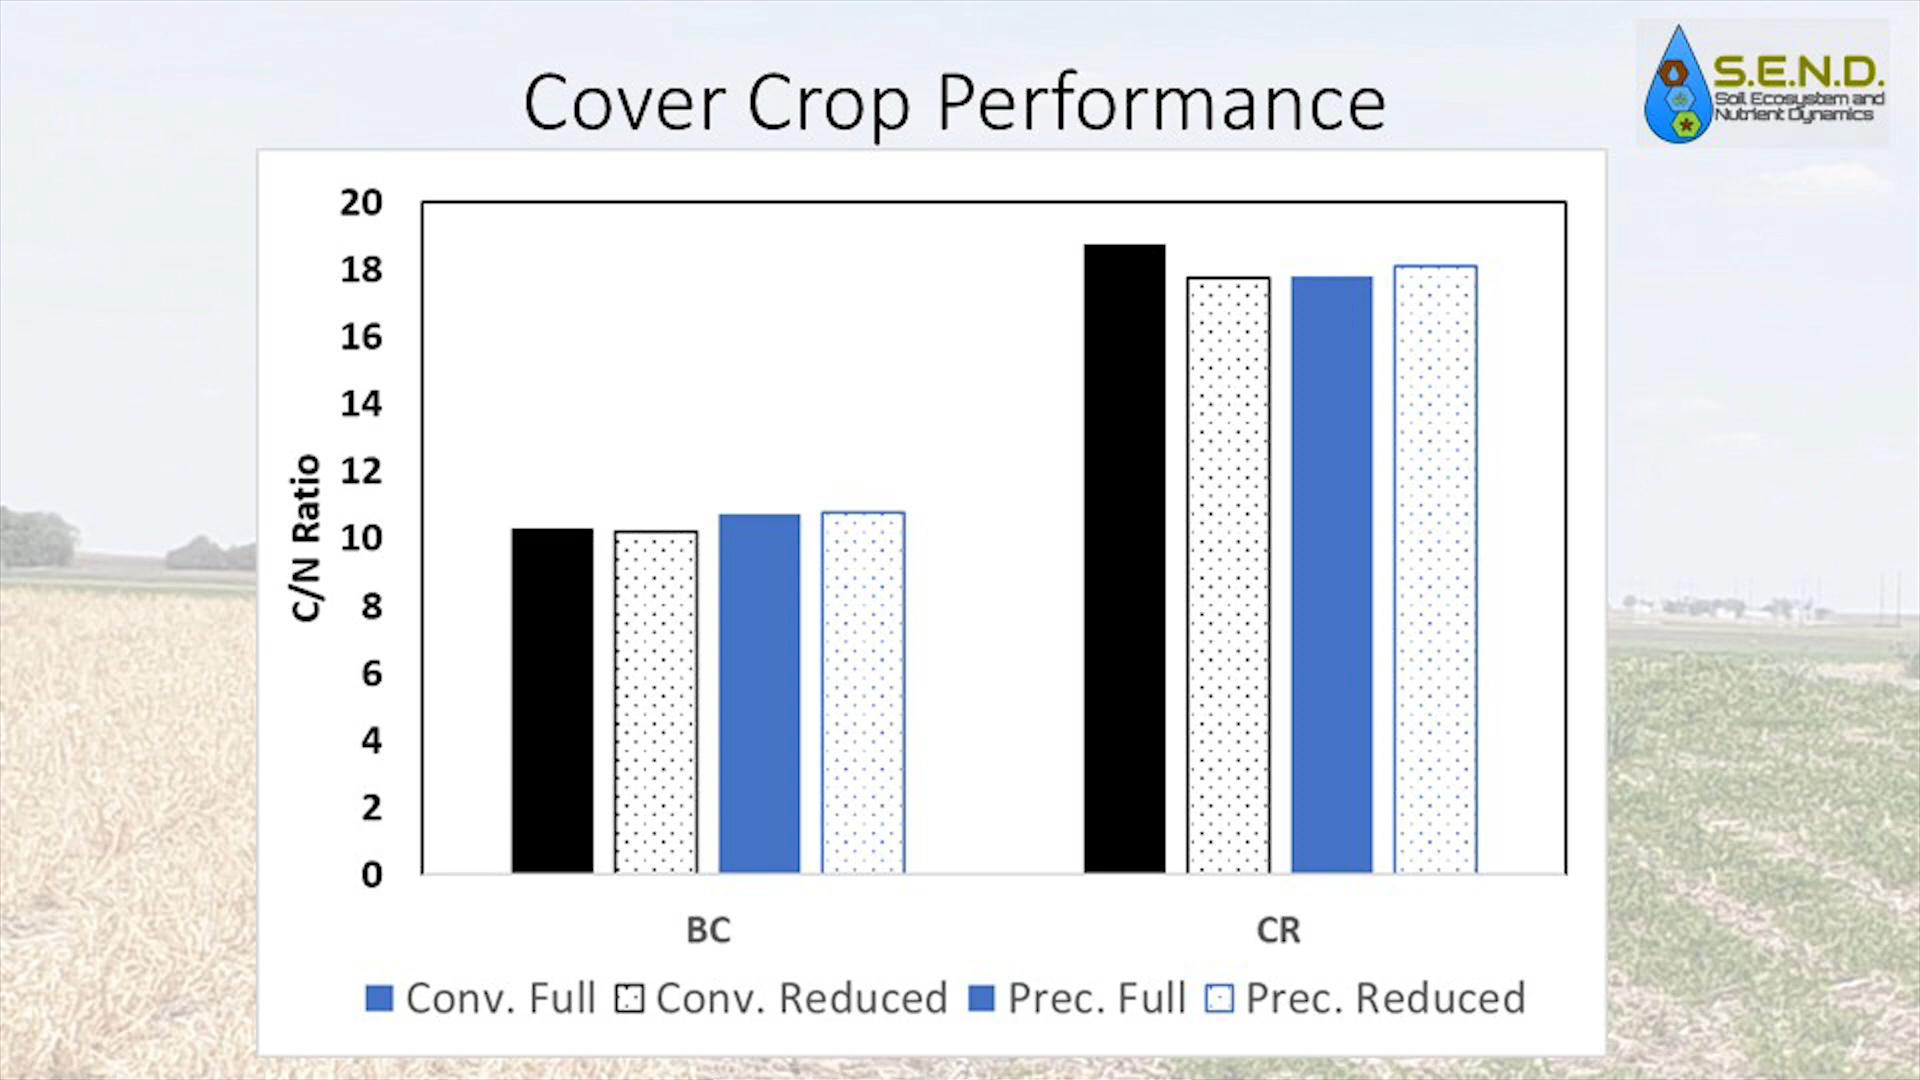 Cover Crop Performance
S.E.N.D.
Soil Ecosystem and
Nutrient Dynamics
20
18
16
14
12
10
8
6
4
2
0
C/N Ratio
BC CR
Conv. Full Conv. Reduced Prec. Full Prec. Reduced